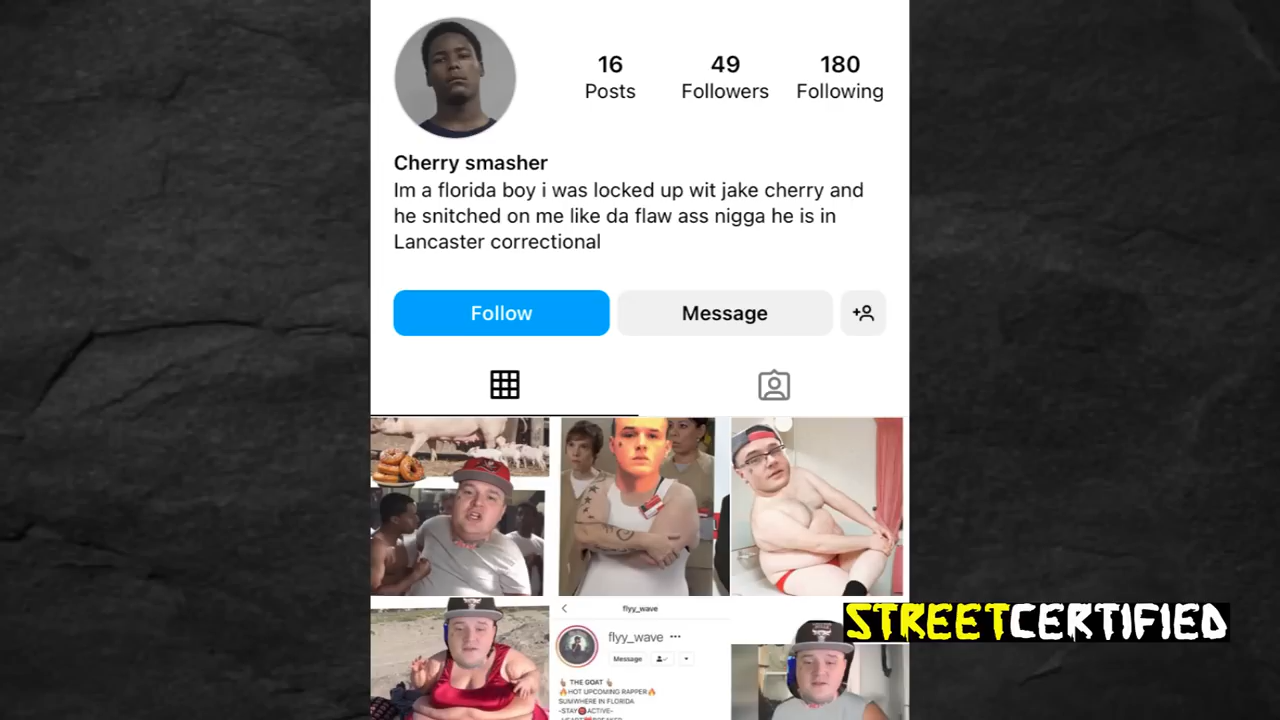 16 49 180
Posts Followers Following
Cherry smasher
Im a florida boy i was locked up wit jake cherry and
he snitched on me like da flaw ass nigga he is in
Lancaster correctional
Follow Message
flyy_wave
flyy_wave •••
Message
👆🏽 THE GOAT 👆🏽
🔥HOT UPCOMING RAPPER🔥
SUMWHERE IN FLORIDA
STREETCERTIFIED